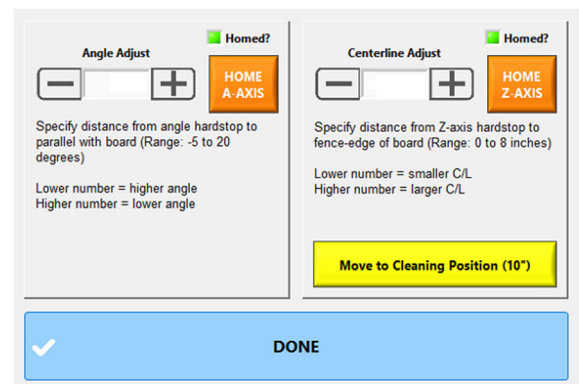 Homed?
Angle Adjust
HOME
A-AXIS
Specify distance from angle hardstop to
parallel with board (Range: -5 to 20
degrees)
Lower number = higher angle
Higher number = lower angle
Homed?
Centerline Adjust
HOME
Z-AXIS
Specify distance from Z-axis hardstop to
fence-edge of board (Range: 0 to 8 inches)
Lower number = smaller C/L
Higher number = larger C/L
Move to Cleaning Position (10")
DONE